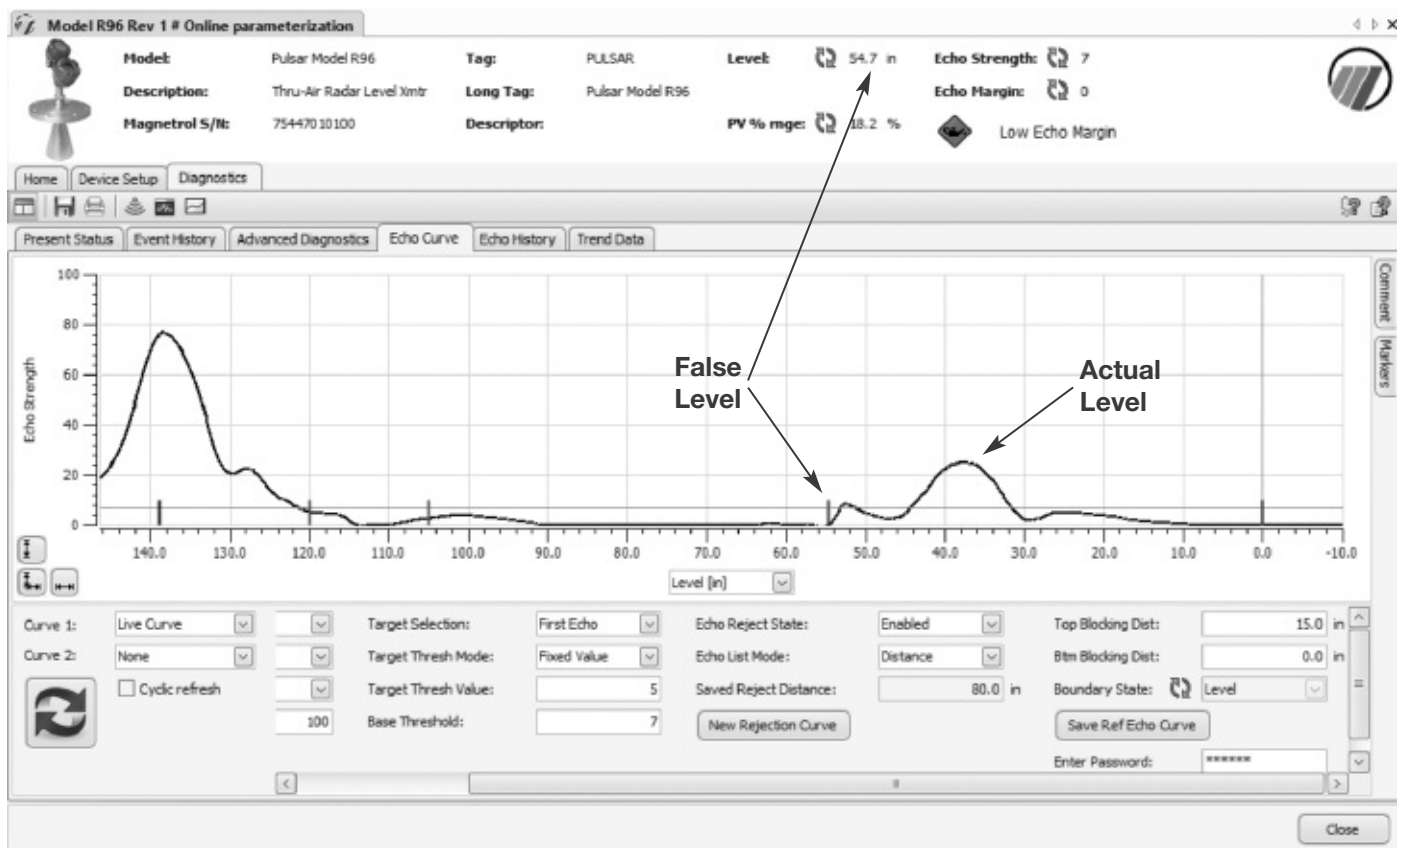 Model R96 Rev 1 # Online parameterization
Model: Pulsar Model R96 Tag: PULSAR Level: 54.7 in Echo Strength: 7
Description: Thru-Air Radar Level Xmtr Long Tag: Pulsar Model R96 Echo Margin: 0
Magnetrol S/N: 75447010100 Descriptor: PV % rnge: 18.2 % Low Echo Margin
Home Device Setup Diagnostics
Present Status Event History Advanced Diagnostics Echo Curve Echo History Trend Data
Comment
Markers
Echo Strength
100
80
60
40
20
0
False
Level
Actual
Level
140.0 130.0 120.0 110.0 100.0 90.0 80.0 70.0 60.0 50.0 40.0 30.0 20.0 10.0 0.0 -10.0
Level [in]
Curve 1: Live Curve Target Selection: First Echo Echo Reject State: Enabled Top Blocking Dist: 15.0 in
Curve 2: None Target Thresh Mode: Fixed Value Echo List Mode: Distance Btm Blocking Dist: 0.0 in
Cyclic refresh Target Thresh Value: 5 Saved Reject Distance: 80.0 in Boundary State: Level
100 Base Threshold: 7 New Rejection Curve Save Ref Echo Curve
Enter Password: ******
Close